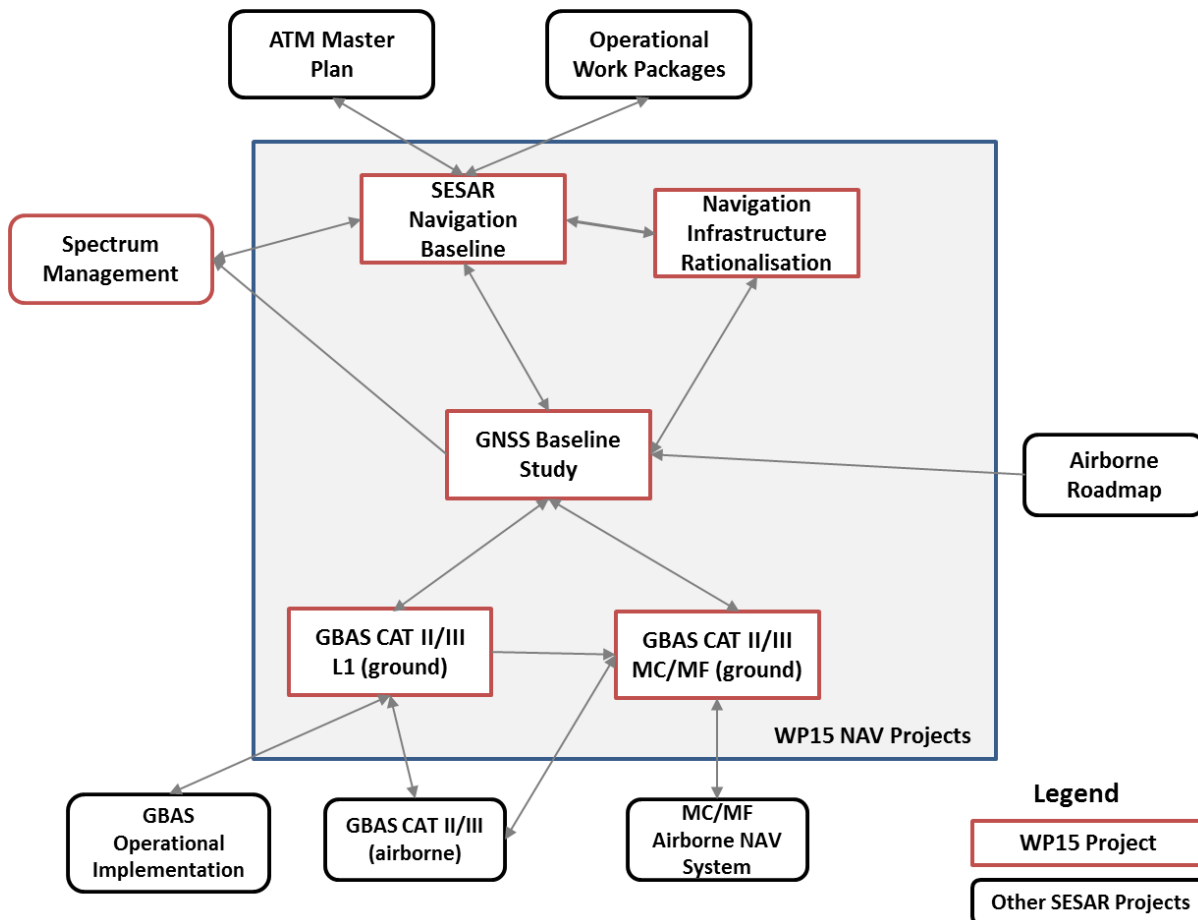 ATM Master
Plan
Operational
Work Packages
SESAR
Navigation
Baseline
Navigation
Infrastructure
Rationalisation
Spectrum
Management
GNSS Baseline
Study
Airborne
Roadmap
GBAS CAT II/III
L1 (ground)
GBAS CAT II/III
MC/MF (ground)
WP15 NAV Projects
GBAS
Operational
Implementation
GBAS CAT II/III
(airborne)
MC/MF
Airborne NAV
System
Legend
WP15 Project
Other SESAR Projects